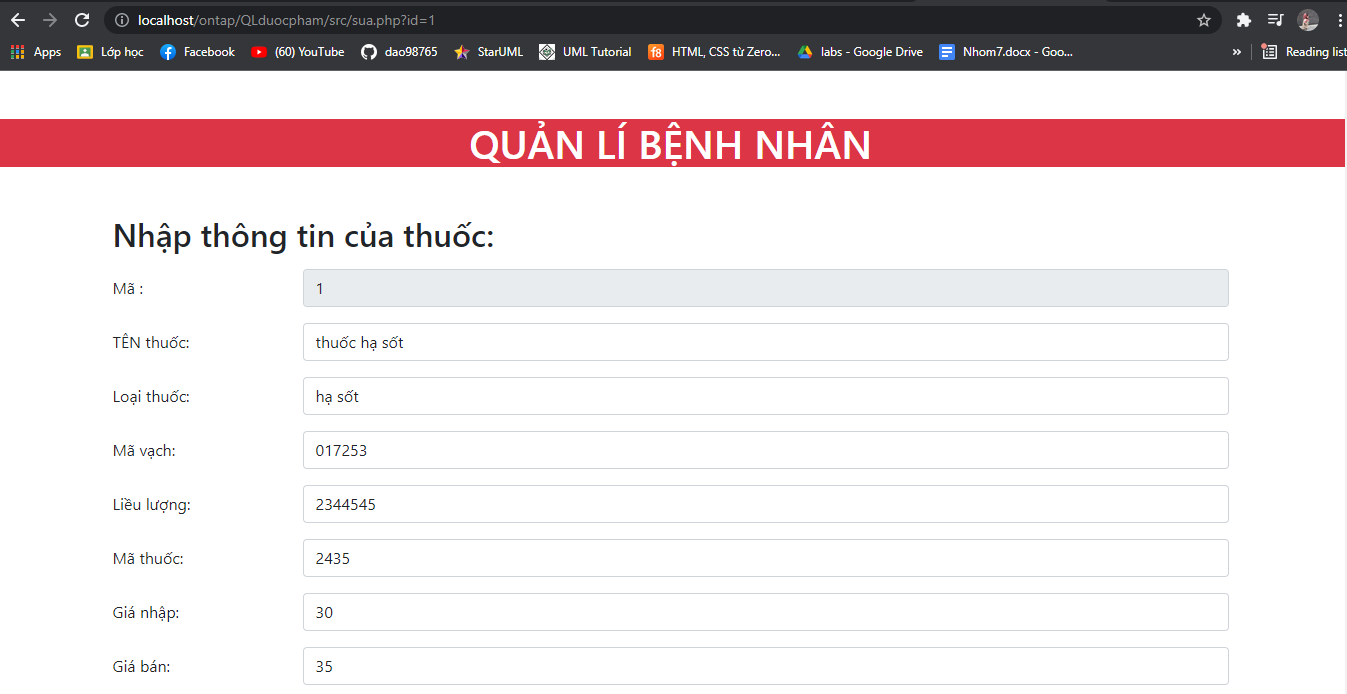 localhost/ontap/QLduocpham/src/sua.php?id=1
Apps Lớp học Facebook (60) YouTube dao98765 StarUML UML Tutorial f8 HTML, CSS từ Zero... labs - Google Drive Nhom7.docx - Goo... » Reading list
QUẢN LÍ BỆNH NHÂN
Nhập thông tin của thuốc:
Mã : 1
TÊN thuốc: thuốc hạ sốt
Loại thuốc: hạ sốt
Mã vạch: 017253
Liều lượng: 2344545
Mã thuốc: 2435
Giá nhập: 30
Giá bán: 35